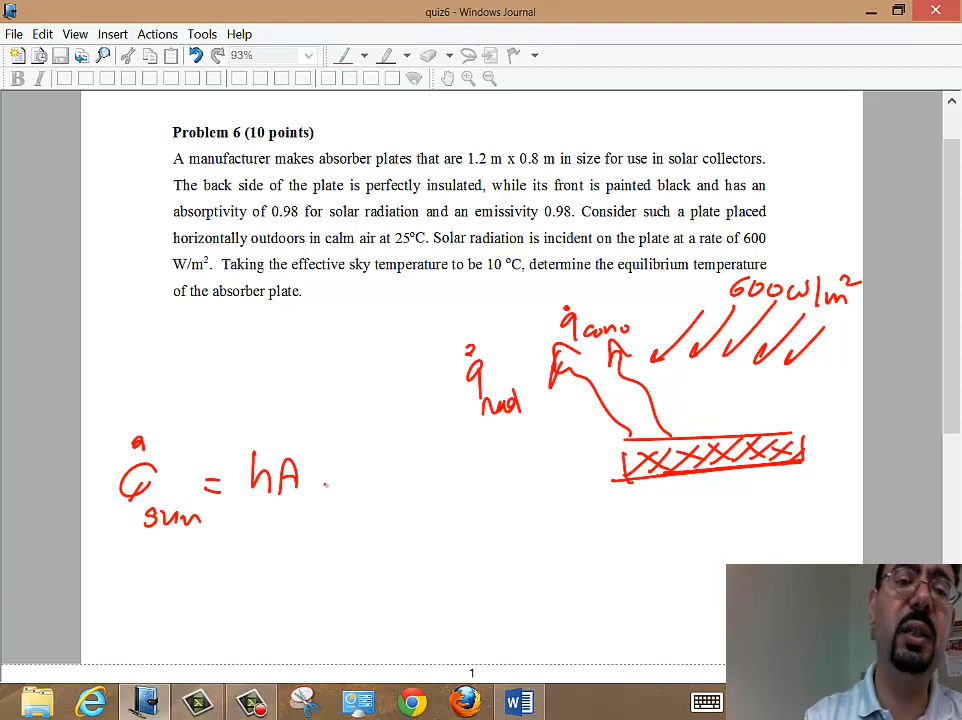 quiz6 - Windows Journal
File Edit View Insert Actions Tools Help
93%
B I
Problem 6 (10 points)
A manufacturer makes absorber plates that are 1.2 m x 0.8 m in size for use in solar collectors.
The back side of the plate is perfectly insulated, while its front is painted black and has an
absorptivity of 0.98 for solar radiation and an emissivity 0.98. Consider such a plate placed
horizontally outdoors in calm air at 25°C. Solar radiation is incident on the plate at a rate of 600
W/m². Taking the effective sky temperature to be 10 °C, determine the equilibrium temperature
of the absorber plate.
600W/m²
q̇conv
q̇rad
Q̇sun = hA
1